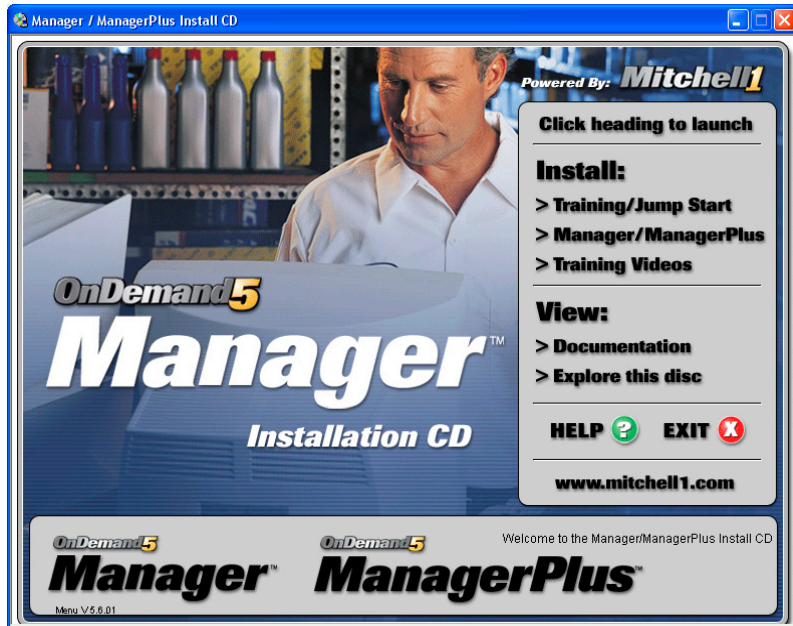 Manager / ManagerPlus Install CD
Powered By: Mitchell1
Click heading to launch
Install:
> Training/Jump Start
> Manager/ManagerPlus
> Training Videos
View:
> Documentation
> Explore this disc
HELP ? EXIT X
www.mitchell1.com
OnDemand5
Manager™
Installation CD
OnDemand5
Manager™
Menu V 5.6.01
OnDemand5
ManagerPlus™
Welcome to the Manager/ManagerPlus Install CD